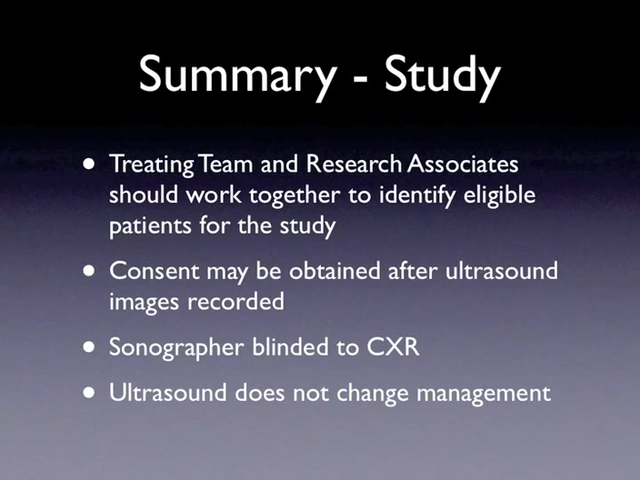 Summary - Study
• Treating Team and Research Associates
should work together to identify eligible
patients for the study
• Consent may be obtained after ultrasound
images recorded
• Sonographer blinded to CXR
• Ultrasound does not change management